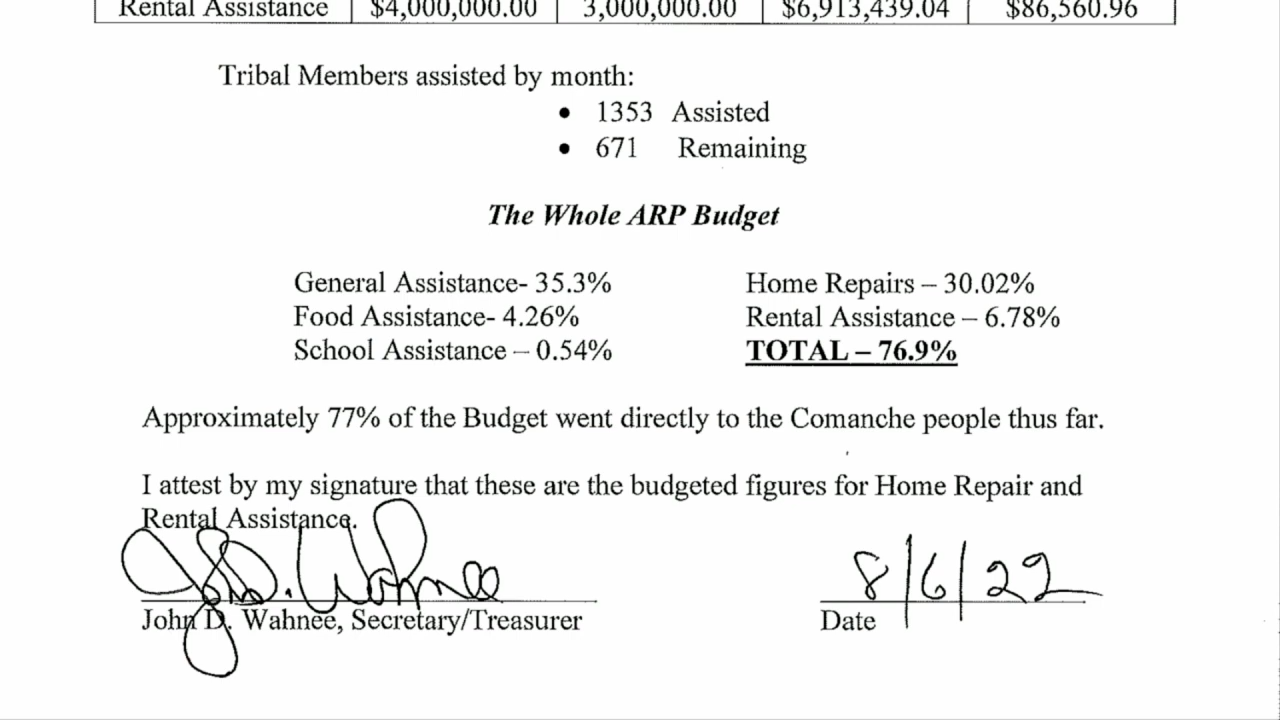 Rental Assistance $4,000,000.00 3,000,000.00 $6,913,439.04 $86,560.96
Tribal Members assisted by month:
• 1353 Assisted
• 671 Remaining
The Whole ARP Budget
General Assistance- 35.3% Home Repairs – 30.02%
Food Assistance- 4.26% Rental Assistance – 6.78%
School Assistance – 0.54% TOTAL – 76.9%
Approximately 77% of the Budget went directly to the Comanche people thus far.
I attest by my signature that these are the budgeted figures for Home Repair and
Rental Assistance.
John D. Wahnee 8/6/22
John D. Wahnee, Secretary/Treasurer Date